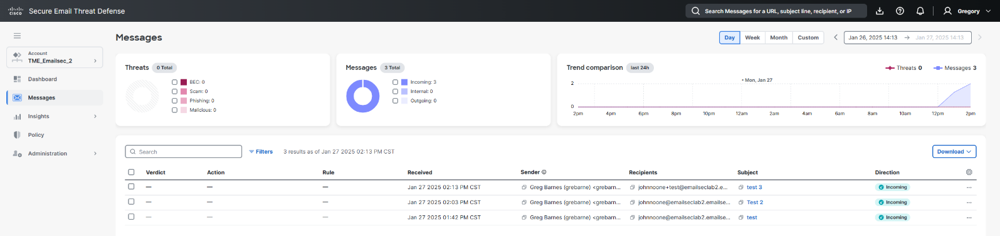 cisco Secure Email Threat Defense Search Messages for a URL, subject line, recipient, or IP Gregory
Messages Day Week Month Custom Jan 26, 2025 14:13 → Jan 27, 2025 14:13
Account
TME_Emailsec_2
Dashboard
Messages
Insights
Policy
Administration
Threats 0 Total
BEC: 0
Scam: 0
Phishing: 0
Malicious: 0
Messages 3 Total
Incoming: 3
Internal: 0
Outgoing: 0
Trend comparison last 24h Threats 0 Messages 3
• Mon, Jan 27
2
0
2pm 4pm 6pm 8pm 10pm 12am 2am 4am 6am 8am 10am 12pm 2pm
Search Filters 3 results as of Jan 27 2025 02:13 PM CST Download
Verdict Action Rule Received Sender Recipients Subject Direction
— — — Jan 27 2025 02:13 PM CST Greg Barnes (grebarne) <grebarn... johnnoone+test@emailseclab2.e... test 3 Incoming ...
— — — Jan 27 2025 02:03 PM CST Greg Barnes (grebarne) <grebarn... johnnoone@emailseclab2.emailse... Test 2 Incoming ...
— — — Jan 27 2025 01:42 PM CST Greg Barnes (grebarne) <grebarn... johnnoone@emailseclab2.emailse... test Incoming ...